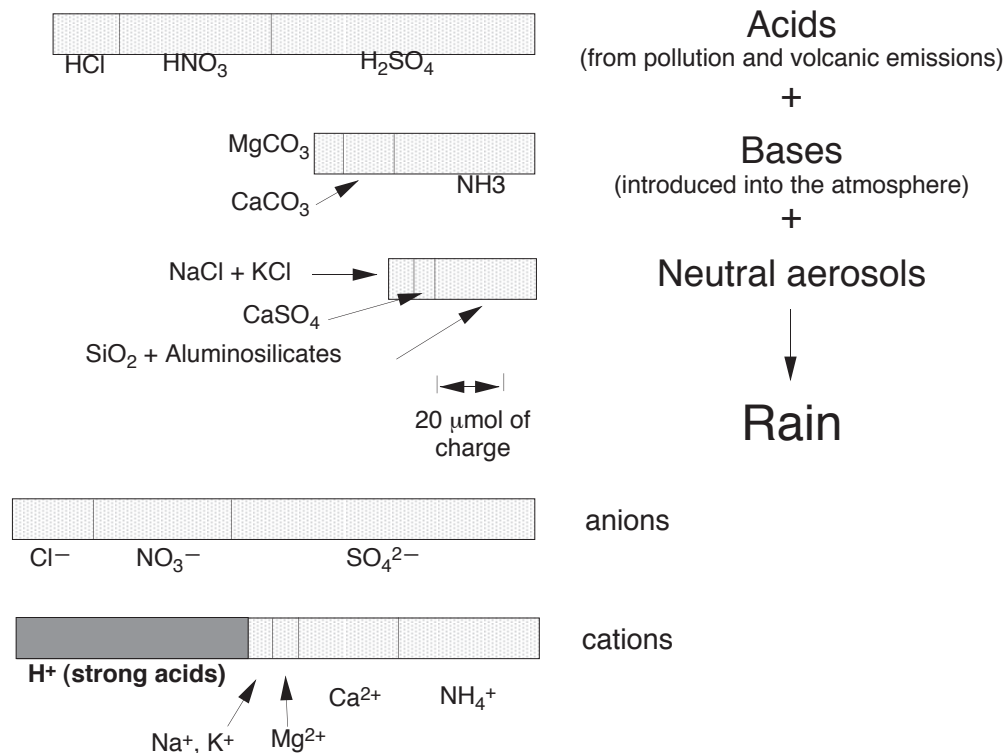 Acids
(from pollution and volcanic emissions)
HCl HNO₃ H₂SO₄
+
MgCO₃
Bases
NH3
(introduced into the atmosphere)
CaCO₃
+
NaCl + KCl
Neutral aerosols
CaSO₄
SiO₂ + Aluminosilicates
20 μmol of
charge
Rain
anions
Cl⁻ NO₃⁻ SO₄²⁻
cations
H⁺ (strong acids)
Ca²⁺ NH₄⁺
Na⁺, K⁺ Mg²⁺